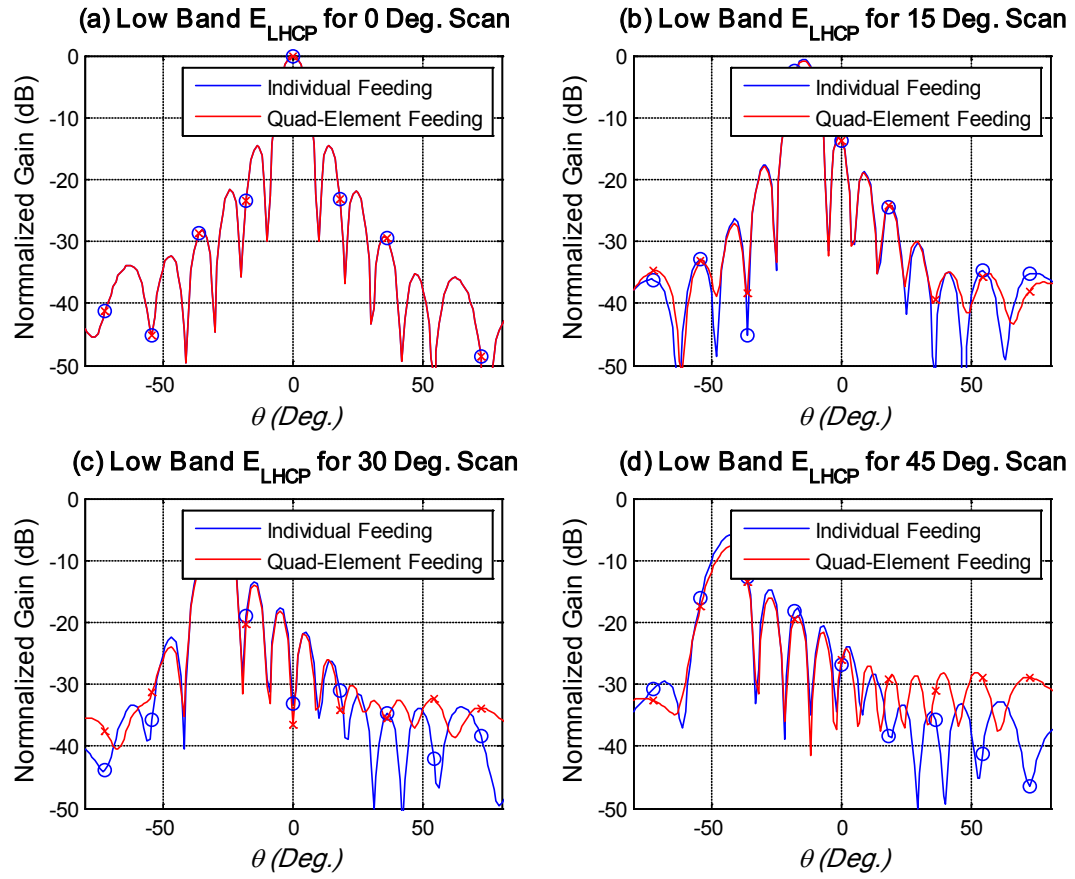 (a) Low Band E_LHCP for 0 Deg. Scan
Normalized Gain (dB)
0
-10
-20
-30
-40
-50
Individual Feeding
Quad-Element Feeding
-50
0
50
θ (Deg.)
(b) Low Band E_LHCP for 15 Deg. Scan
Normalized Gain (dB)
0
-10
-20
-30
-40
-50
Individual Feeding
Quad-Element Feeding
-50
0
50
θ (Deg.)
(c) Low Band E_LHCP for 30 Deg. Scan
Normalized Gain (dB)
0
-10
-20
-30
-40
-50
Individual Feeding
Quad-Element Feeding
-50
0
50
θ (Deg.)
(d) Low Band E_LHCP for 45 Deg. Scan
Normalized Gain (dB)
0
-10
-20
-30
-40
-50
Individual Feeding
Quad-Element Feeding
-50
0
50
θ (Deg.)